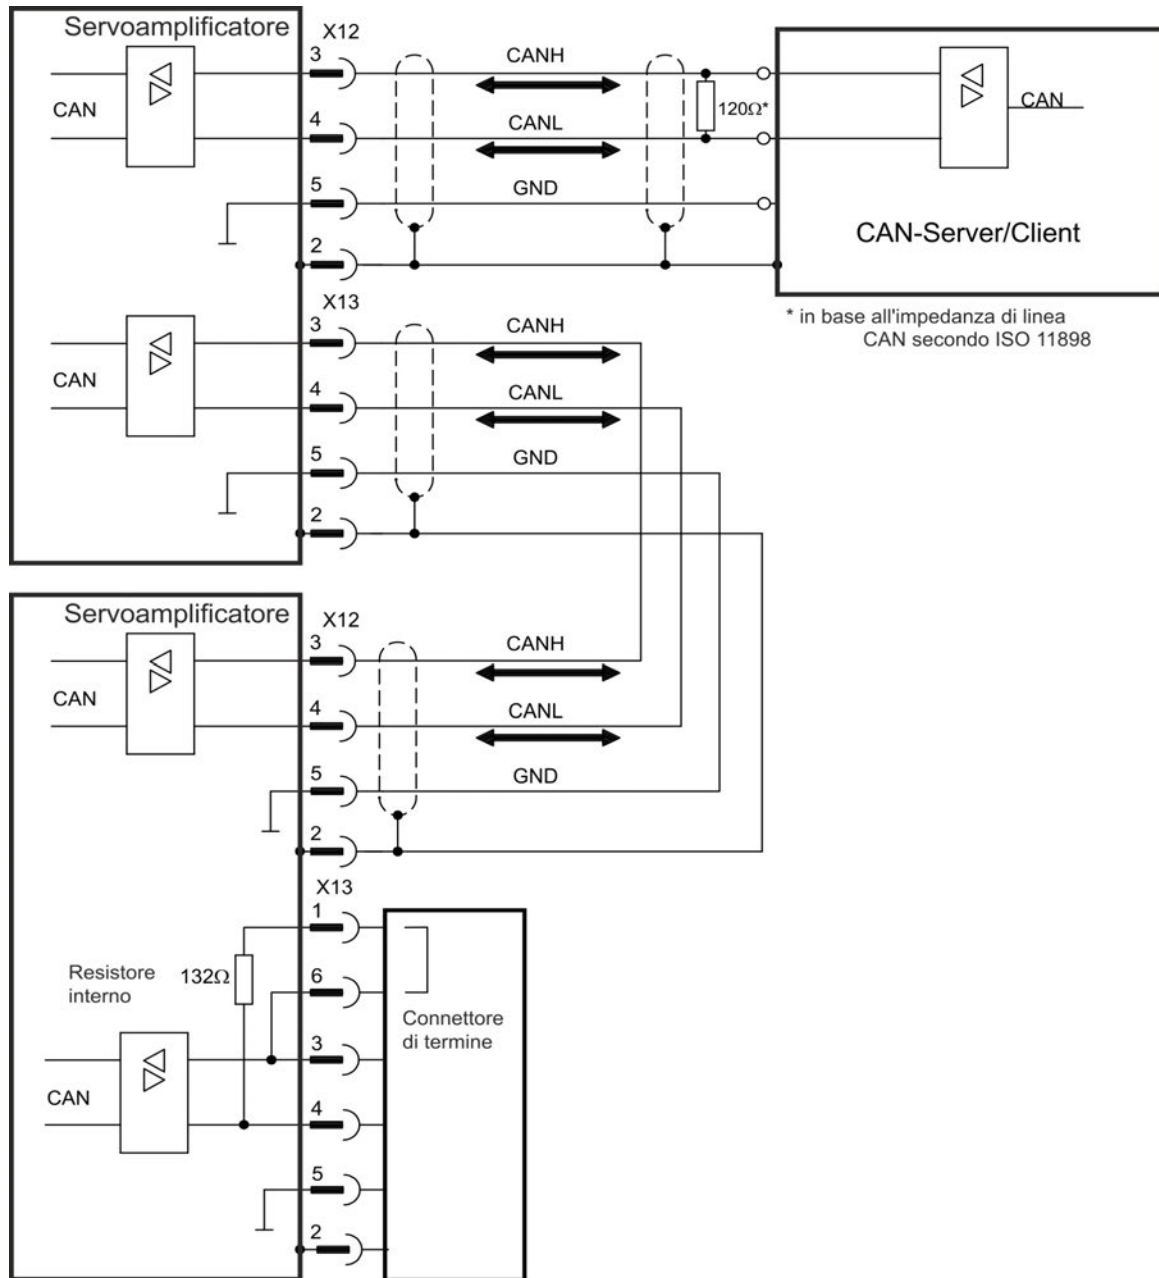 Servoamplificatore
X12
3
CANH
CAN
120Ω*
CAN
4
CANL
5
GND
2
CAN-Server/Client
X13
* in base all'impedanza di linea
CAN secondo ISO 11898
3
CANH
CAN
4
CANL
5
GND
2
Servoamplificatore
X12
3
CANH
CAN
4
CANL
5
GND
2
X13
1
Resistore
interno
132Ω
6
Connettore
di termine
3
CAN
4
5
2